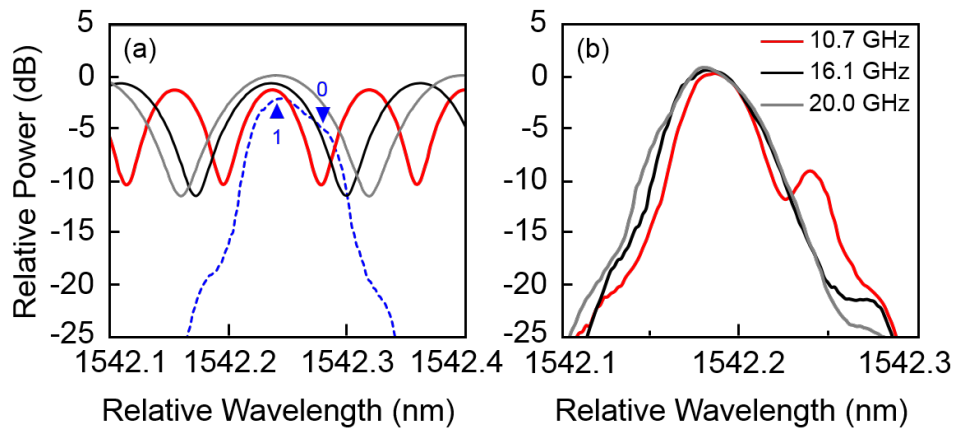 5
0
-5
-10
-15
-20
-25
Relative Power (dB)
(a)
0
1
1542.1
1542.2
1542.3
1542.4
Relative Wavelength (nm)
5
0
-5
-10
-15
-20
-25
(b)
10.7 GHz
16.1 GHz
20.0 GHz
1542.1
1542.2
1542.3
Relative Wavelength (nm)